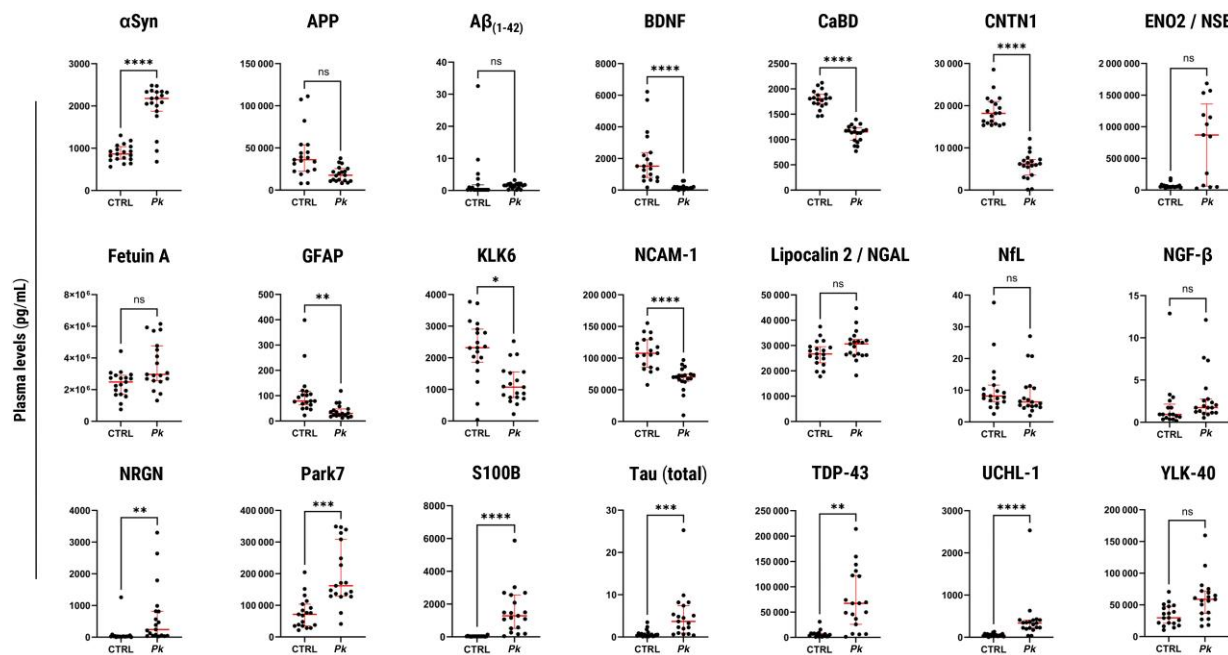 αSyn APP Aβ(1-42) BDNF CaBD CNTN1 ENO2 / NSE
3000 150 000 40 8000 2500 40 000 2 000 000
**** ns ns **** **** **** ns
2000 100 000 30 6000 2000 30 000 1 500 000
20 4000 1500 20 000 1 000 000
1000 50 000 10 2000 1000 10 000 500 000
500
0 0 0 0 0 0 0
CTRL Pk CTRL Pk CTRL Pk CTRL Pk CTRL Pk CTRL Pk CTRL Pk
Plasma levels (pg/mL)
Fetuin A GFAP KLK6 NCAM-1 Lipocalin 2 / NGAL NfL NGF-β
8×10⁶ 500 4000 200 000 50 000 40 15
ns ** * **** ns ns ns
6×10⁶ 400 3000 150 000 40 000 30 10
4×10⁶ 300 2000 100 000 30 000 20
2×10⁶ 200 1000 50 000 20 000 10 5
100 10 000
0 0 0 0 0 0 0
CTRL Pk CTRL Pk CTRL Pk CTRL Pk CTRL Pk CTRL Pk CTRL Pk
NRGN Park7 S100B Tau (total) TDP-43 UCHL-1 YLK-40
4000 400 000 8000 30 250 000 3000 200 000
** *** **** *** ** **** ns
3000 300 000 6000 20 200 000 2000 150 000
2000 200 000 4000 150 000 100 000
1000 100 000 2000 10 100 000 1000 50 000
50 000
0 0 0 0 0 0 0
CTRL Pk CTRL Pk CTRL Pk CTRL Pk CTRL Pk CTRL Pk CTRL Pk